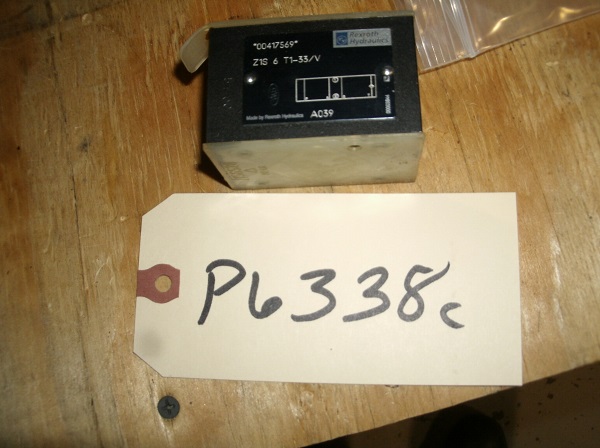 "00417569"
Rexroth
Hydraulics
Z1S 6 T1-33/V
Made by Rexroth Hydraulics
A039
P6338c